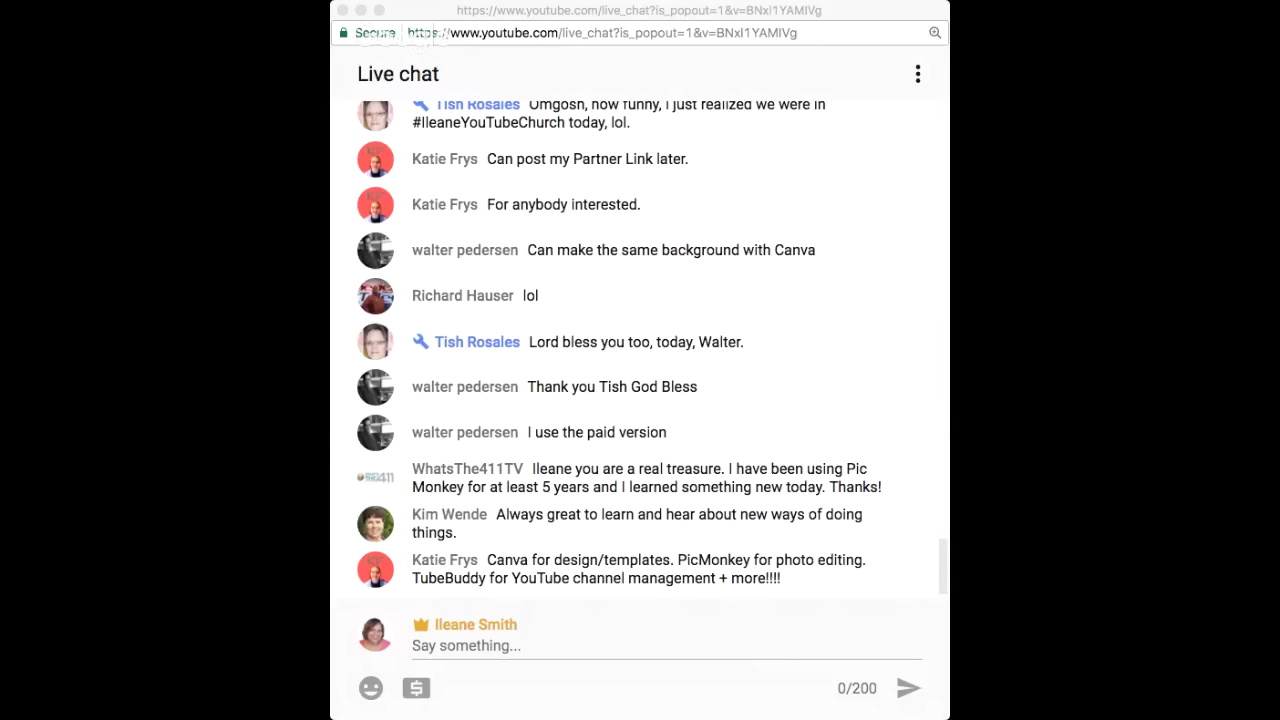 https://www.youtube.com/live_chat?is_popout=1&v=BNxl1YAMIVg
Secure https://www.youtube.com/live_chat?is_popout=1&v=BNxl1YAMIVg
Live chat
Tish Rosales Omgosh, how funny, I just realized we were in
#IleaneYouTubeChurch today, lol.
Katie Frys Can post my Partner Link later.
Katie Frys For anybody interested.
walter pedersen Can make the same background with Canva
Richard Hauser lol
Tish Rosales Lord bless you too, today, Walter.
walter pedersen Thank you Tish God Bless
walter pedersen I use the paid version
WhatsThe411TV Ileane you are a real treasure. I have been using Pic
Monkey for at least 5 years and I learned something new today. Thanks!
Kim Wende Always great to learn and hear about new ways of doing
things.
Katie Frys Canva for design/templates. PicMonkey for photo editing.
TubeBuddy for YouTube channel management + more!!!!
Ileane Smith
Say something...
0/200